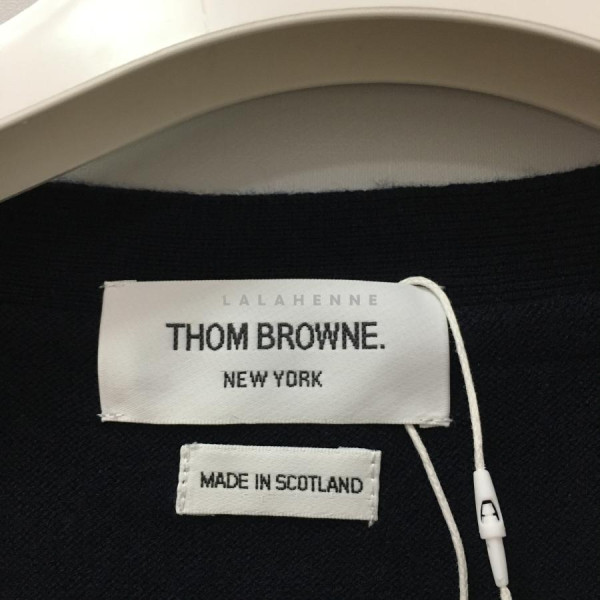 LALAHENNE
THOM BROWNE.
NEW YORK
MADE IN SCOTLAND
A